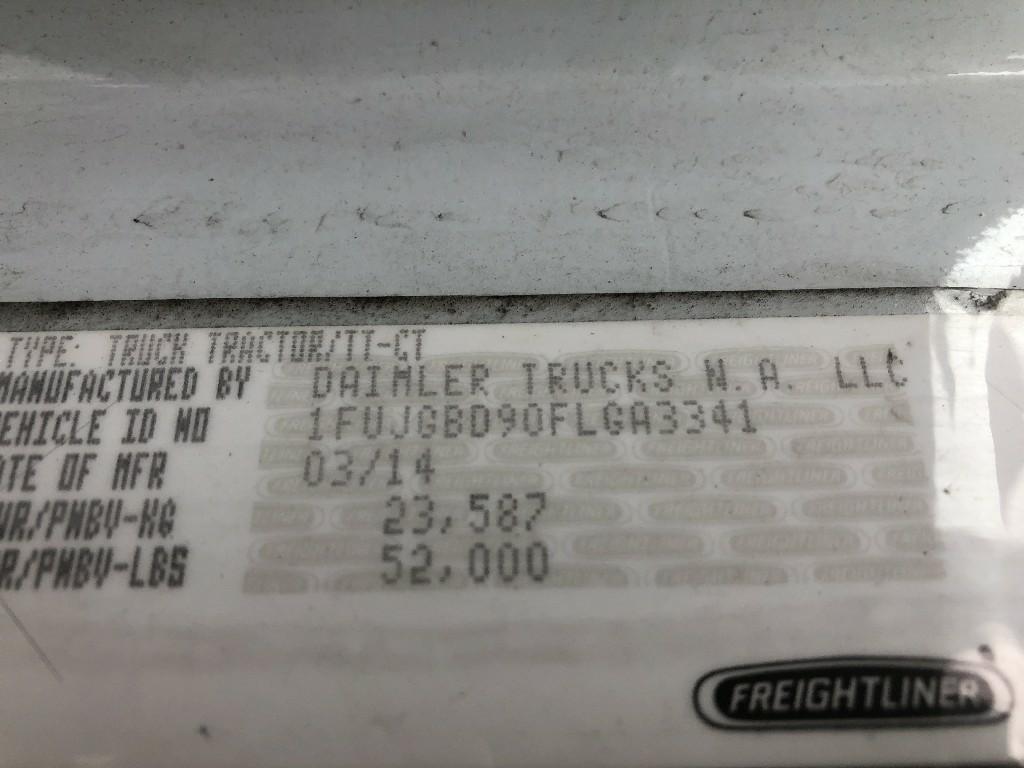 TYPE: TRUCK TRACTOR/TT-CT
MANUFACTURED BY DAIMLER TRUCKS N.A. LLC
EHICLE ID NO 1FUJGBD90FLGA3341
ATE OF MFR 03/14
WR/PNBV-KG 23,587
R/PNBV-LBS 52,000
FREIGHTLINER